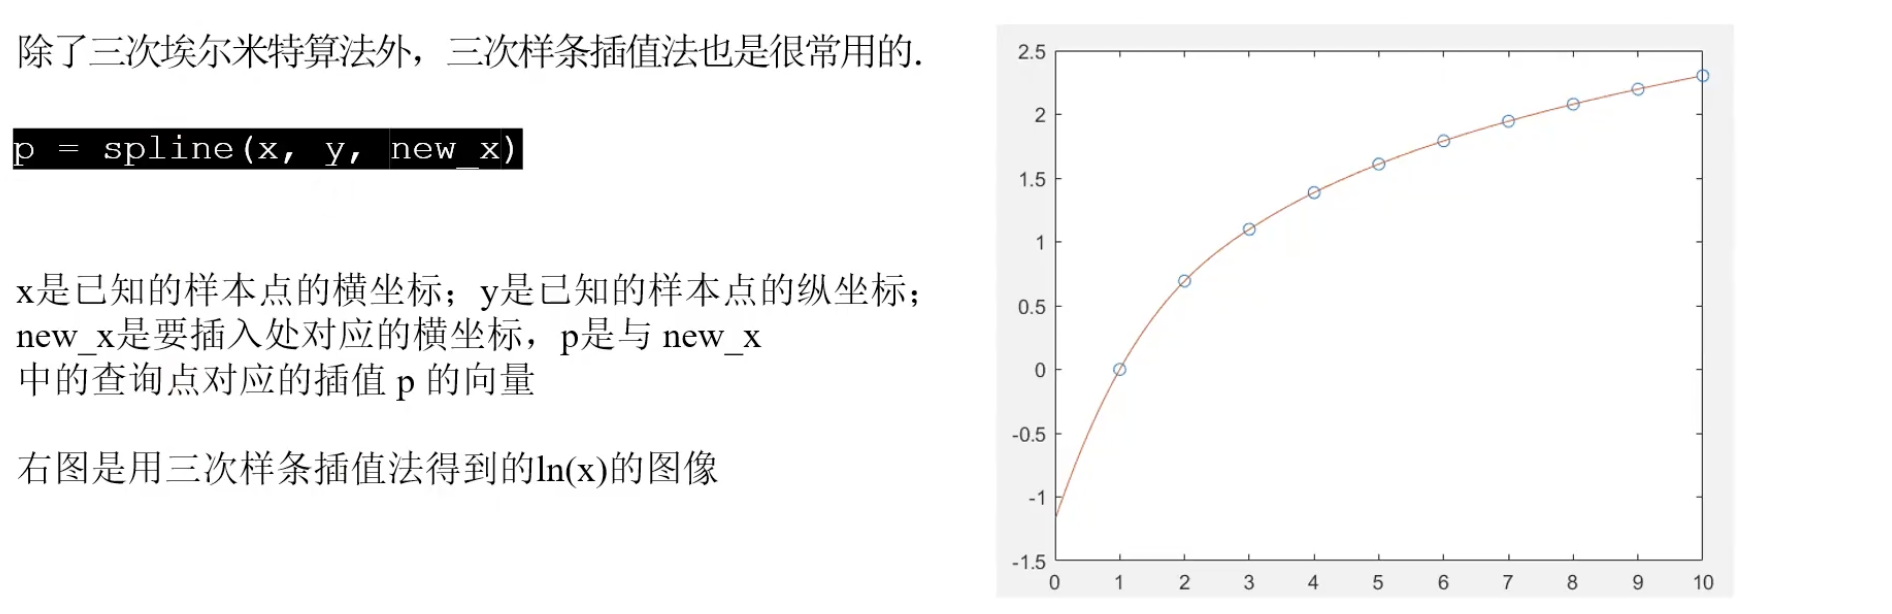 除了三次埃尔米特算法外，三次样条插值法也是很常用的.
p = spline(x, y, new_x)
x是已知的样本点的横坐标；y是已知的样本点的纵坐标；
new_x是要插入处对应的横坐标，p是与 new_x
中的查询点对应的插值 p 的向量
右图是用三次样条插值法得到的ln(x)的图像
2.5
2
1.5
1
0.5
0
-0.5
-1
-1.5
0 1 2 3 4 5 6 7 8 9 10